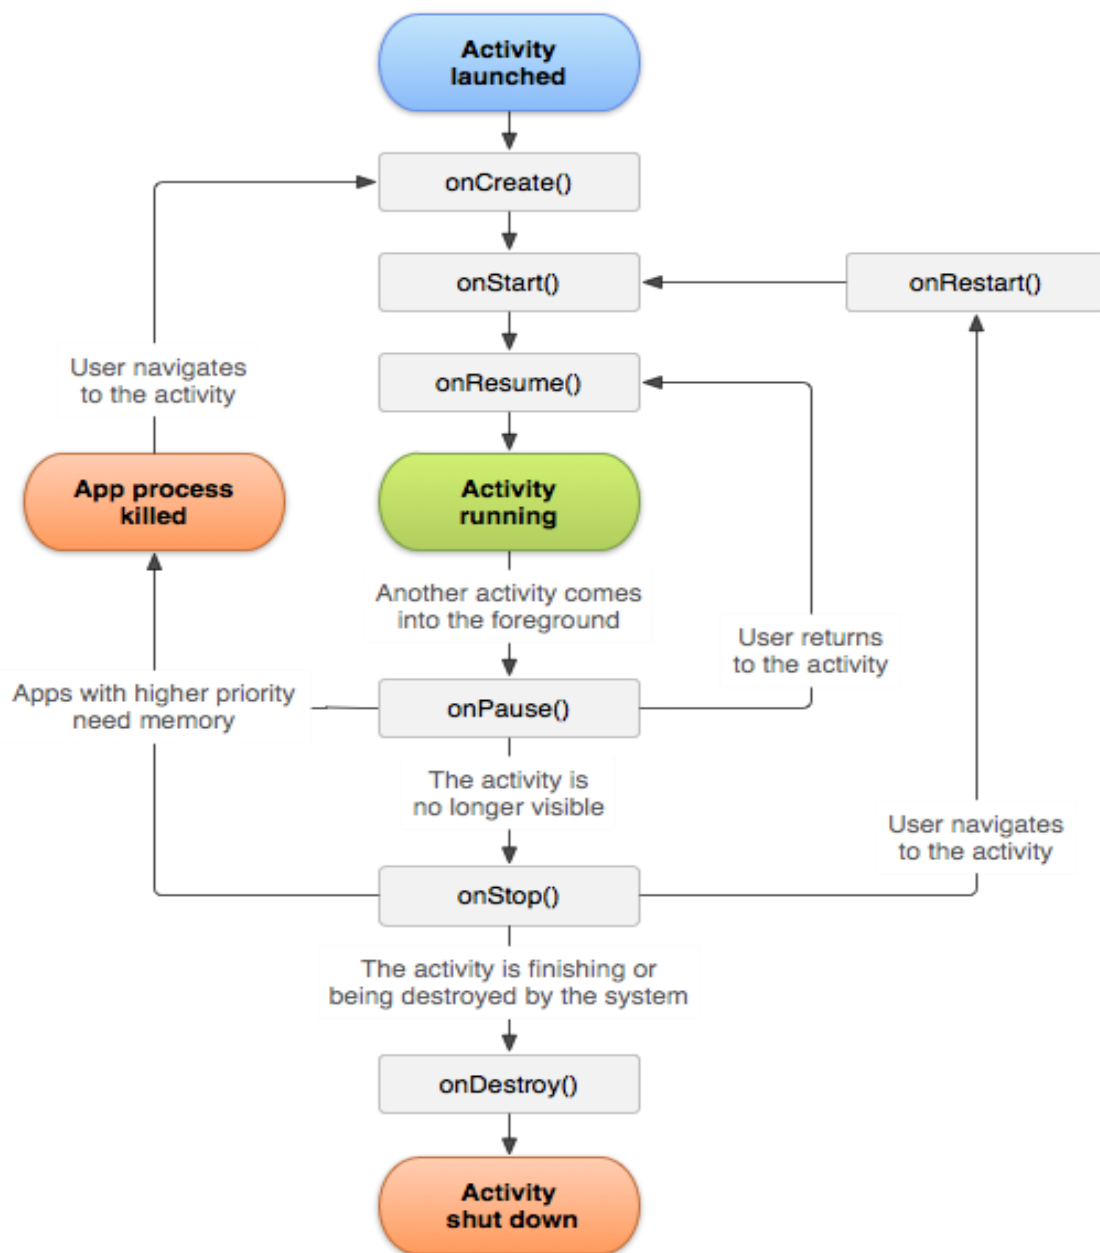 Activity
launched
onCreate()
onStart()
onRestart()
User navigates
to the activity
onResume()
App process
killed
Activity
running
Another activity comes
into the foreground
User returns
to the activity
Apps with higher priority
need memory
onPause()
The activity is
no longer visible
User navigates
to the activity
onStop()
The activity is finishing or
being destroyed by the system
onDestroy()
Activity
shut down